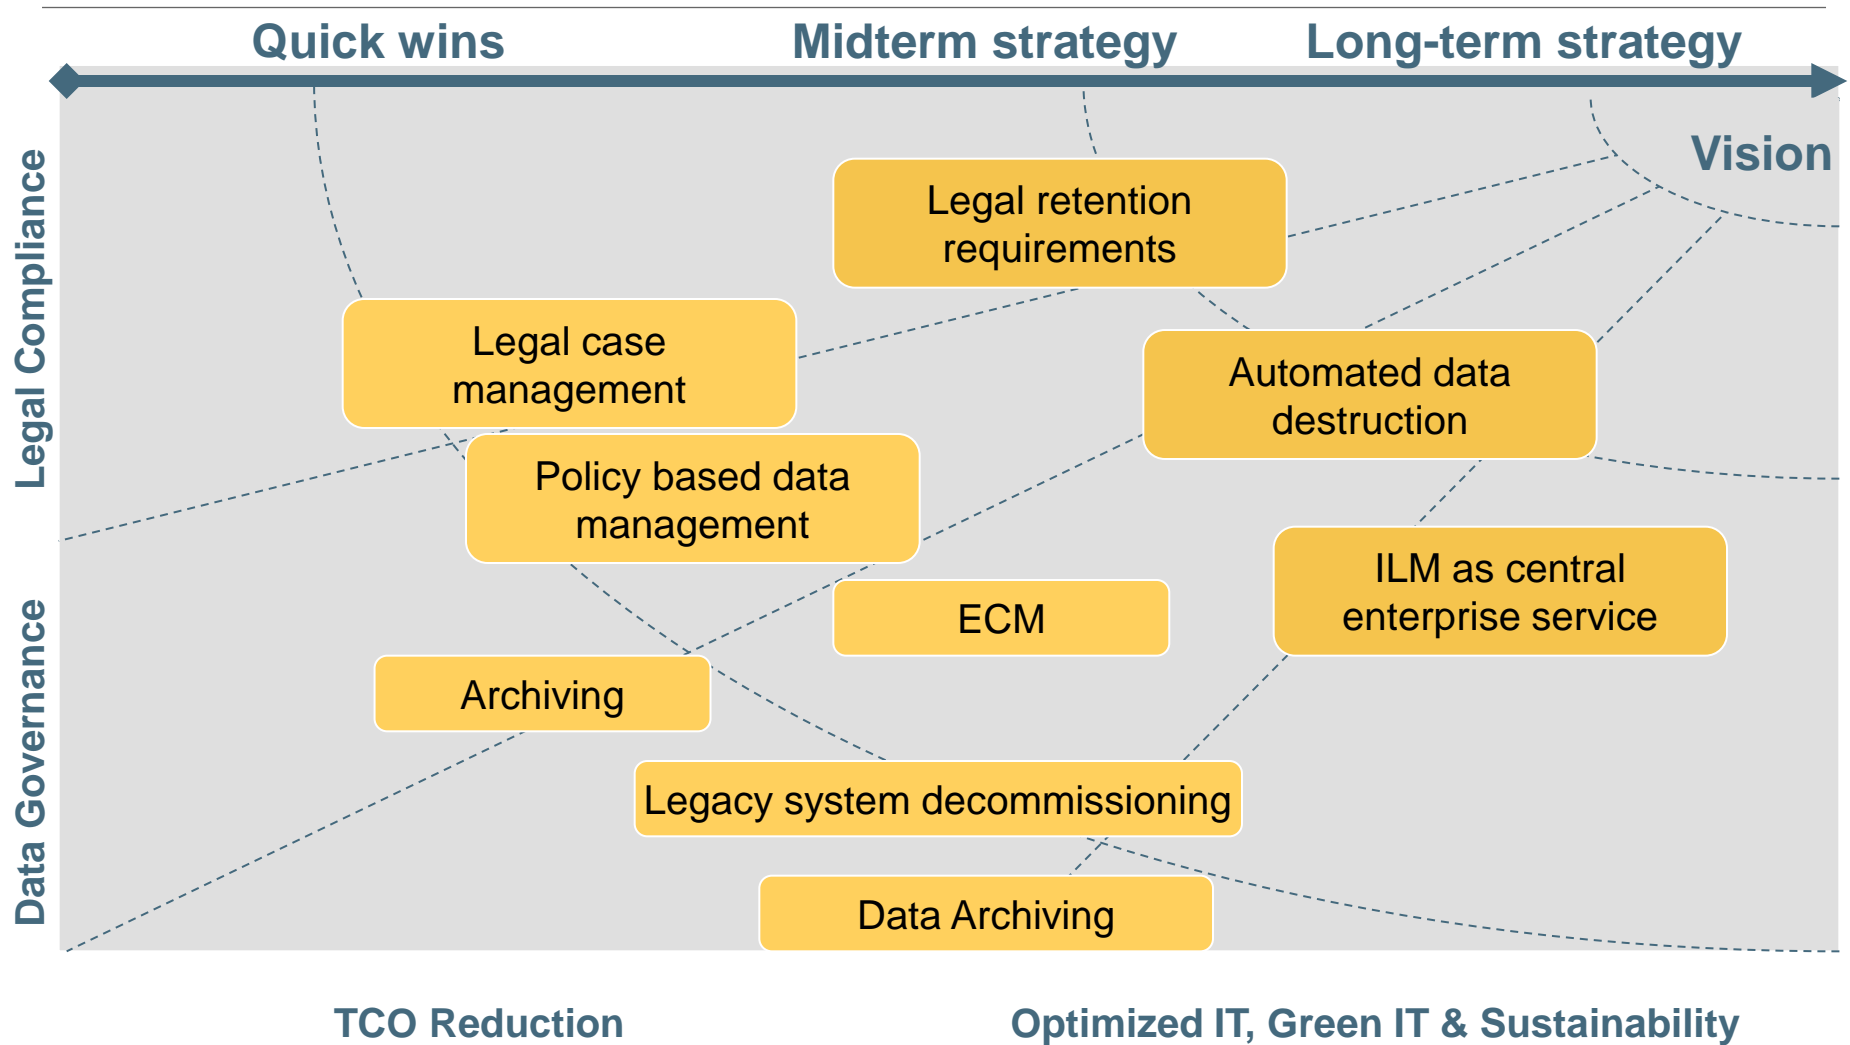 Quick wins
Midterm strategy
Long-term strategy
Vision
Legal Compliance
Data Governance
Legal retention
requirements
Legal case
management
Automated data
destruction
Policy based data
management
ILM as central
enterprise service
ECM
Archiving
Legacy system decommissioning
Data Archiving
TCO Reduction
Optimized IT, Green IT & Sustainability